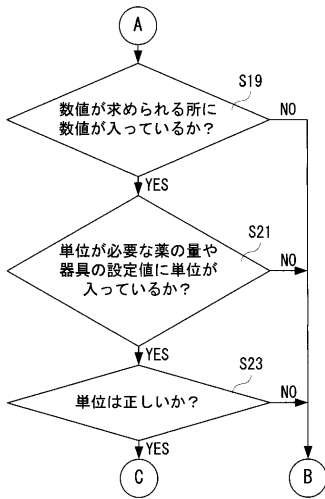 A
S19
数値が求められる所に
数値が入っているか？
NO
YES
S21
単位が必要な薬の量や
器具の設定値に単位が
入っているか？
NO
YES
S23
単位は正しいか？
NO
YES
C
B